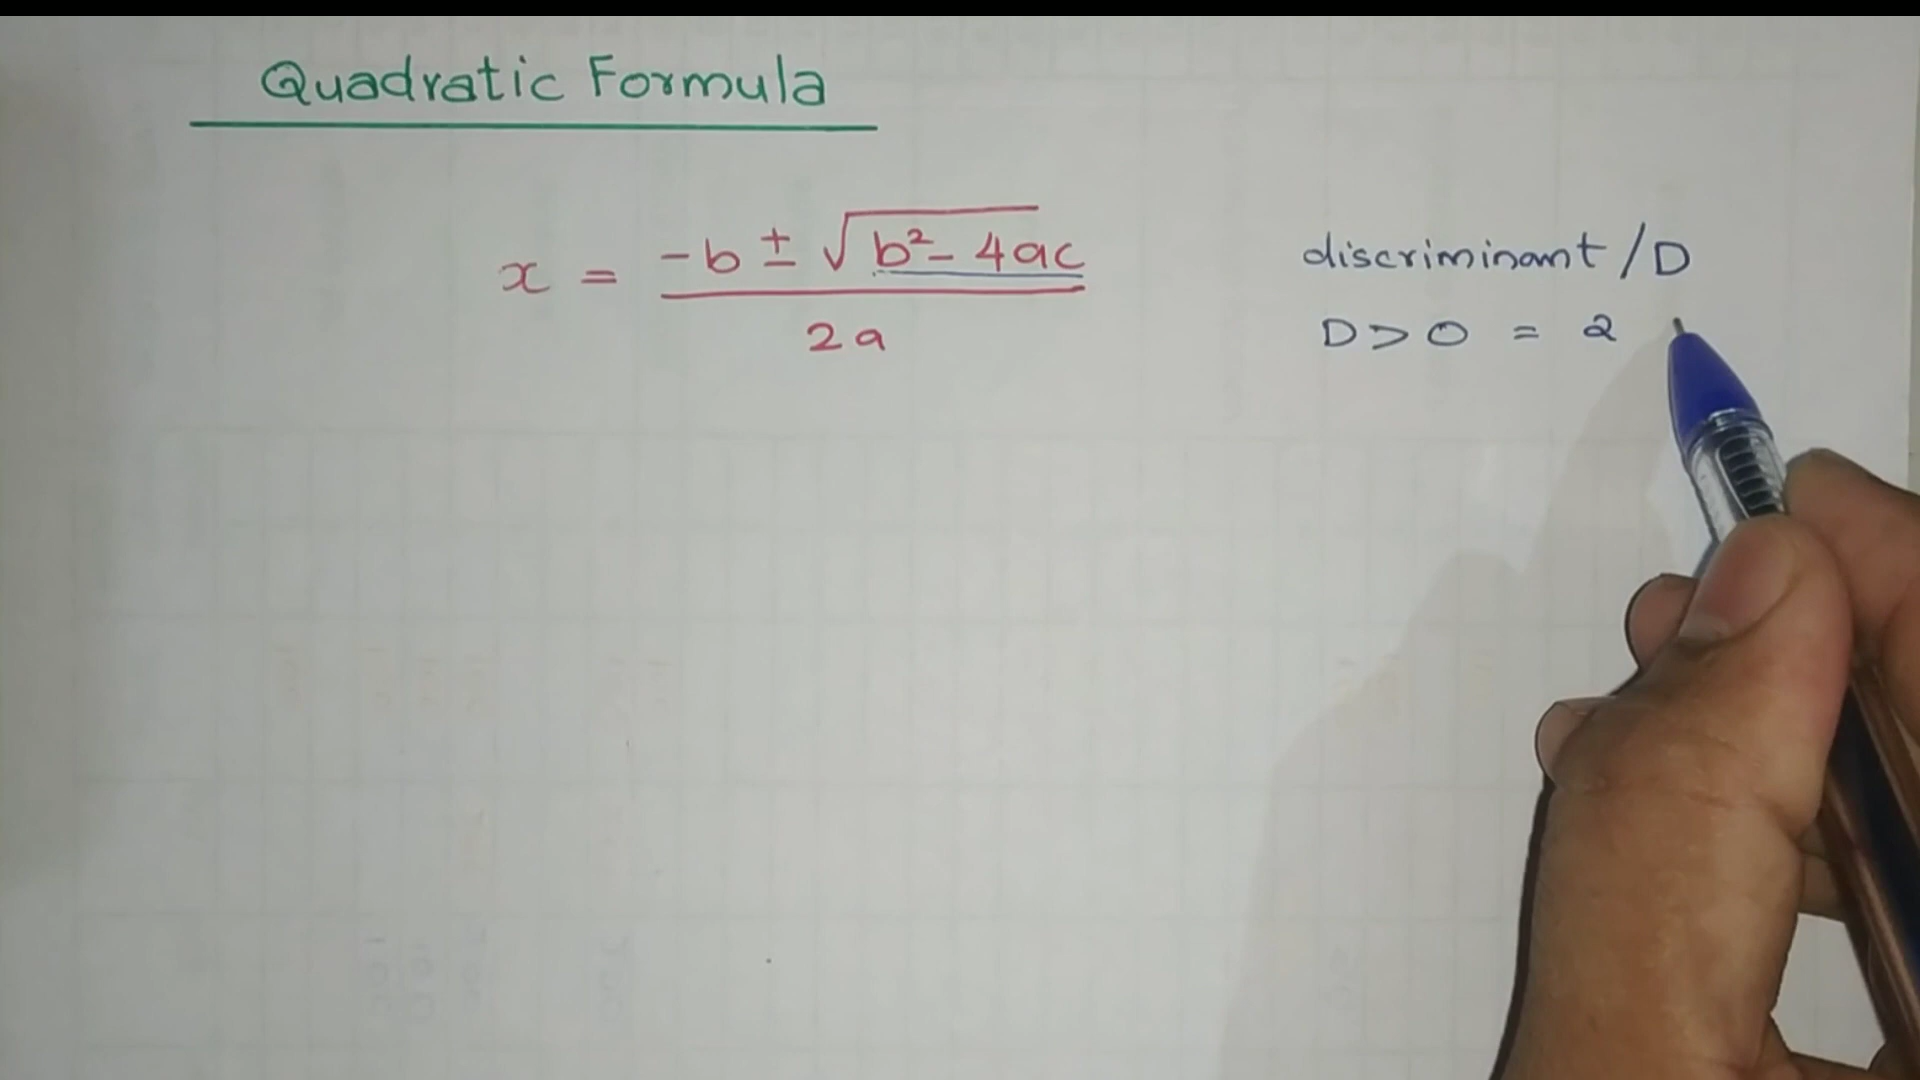 Quadratic Formula
x = -b ± √b² - 4ac
2a
discriminant / D
D > 0 = 2